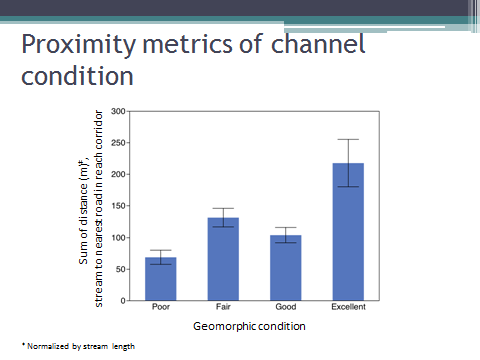 Proximity metrics of channel
condition
Sum of distance (m)*,
stream to nearest road in reach corridor
300
250
200
150
100
50
0
Poor Fair Good Excellent
Geomorphic condition
* Normalized by stream length